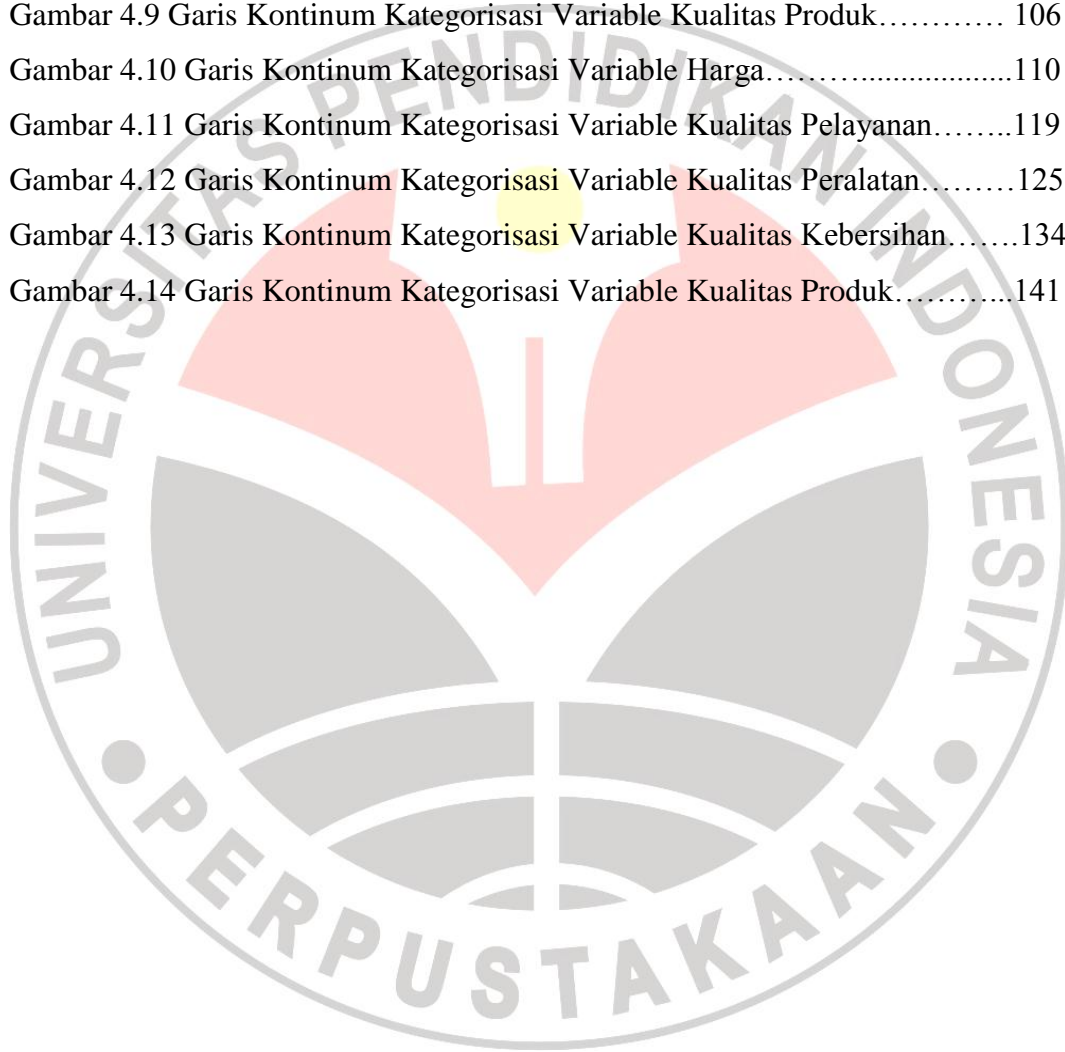 Gambar 4.9 Garis Kontinum Kategorisasi Variable Kualitas Produk………… 106
Gambar 4.10 Garis Kontinum Kategorisasi Variable Harga………....................110
Gambar 4.11 Garis Kontinum Kategorisasi Variable Kualitas Pelayanan……..119
Gambar 4.12 Garis Kontinum Kategorisasi Variable Kualitas Peralatan………125
Gambar 4.13 Garis Kontinum Kategorisasi Variable Kualitas Kebersihan…….134
Gambar 4.14 Garis Kontinum Kategorisasi Variable Kualitas Produk………...141
UNIVERSITAS PENDIDIKAN INDONESIA
PERPUSTAKAAN